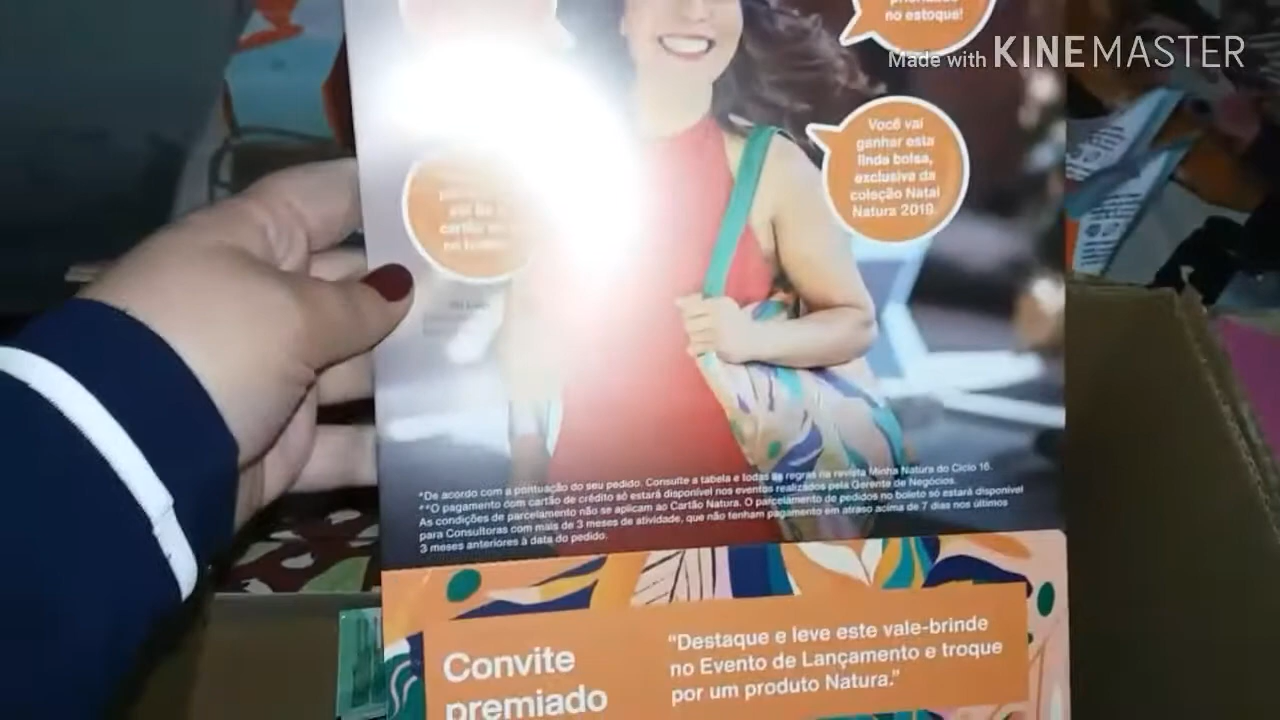 no estoque!
Made with KINEMASTER
Você vai
ganhar esta
linda bolsa,
exclusiva da
coleção Natal
Natura 2019.
*De acordo com a pontuação do seu pedido. Consulte a tabela e todas as regras na revista Minha Natura do Ciclo 16.
**O pagamento com cartão de crédito só estará disponível nos eventos realizados pela Gerente de Negócios.
As condições de parcelamento não se aplicam ao Cartão Natura. O parcelamento de pedidos no boleto só estará disponível
para Consultoras com mais de 3 meses de atividade, que não tenham pagamento em atraso acima de 7 dias nos últimos
3 meses anteriores à data do pedido.
Convite
premiado
"Destaque e leve este vale-brinde
no Evento de Lançamento e troque
por um produto Natura."